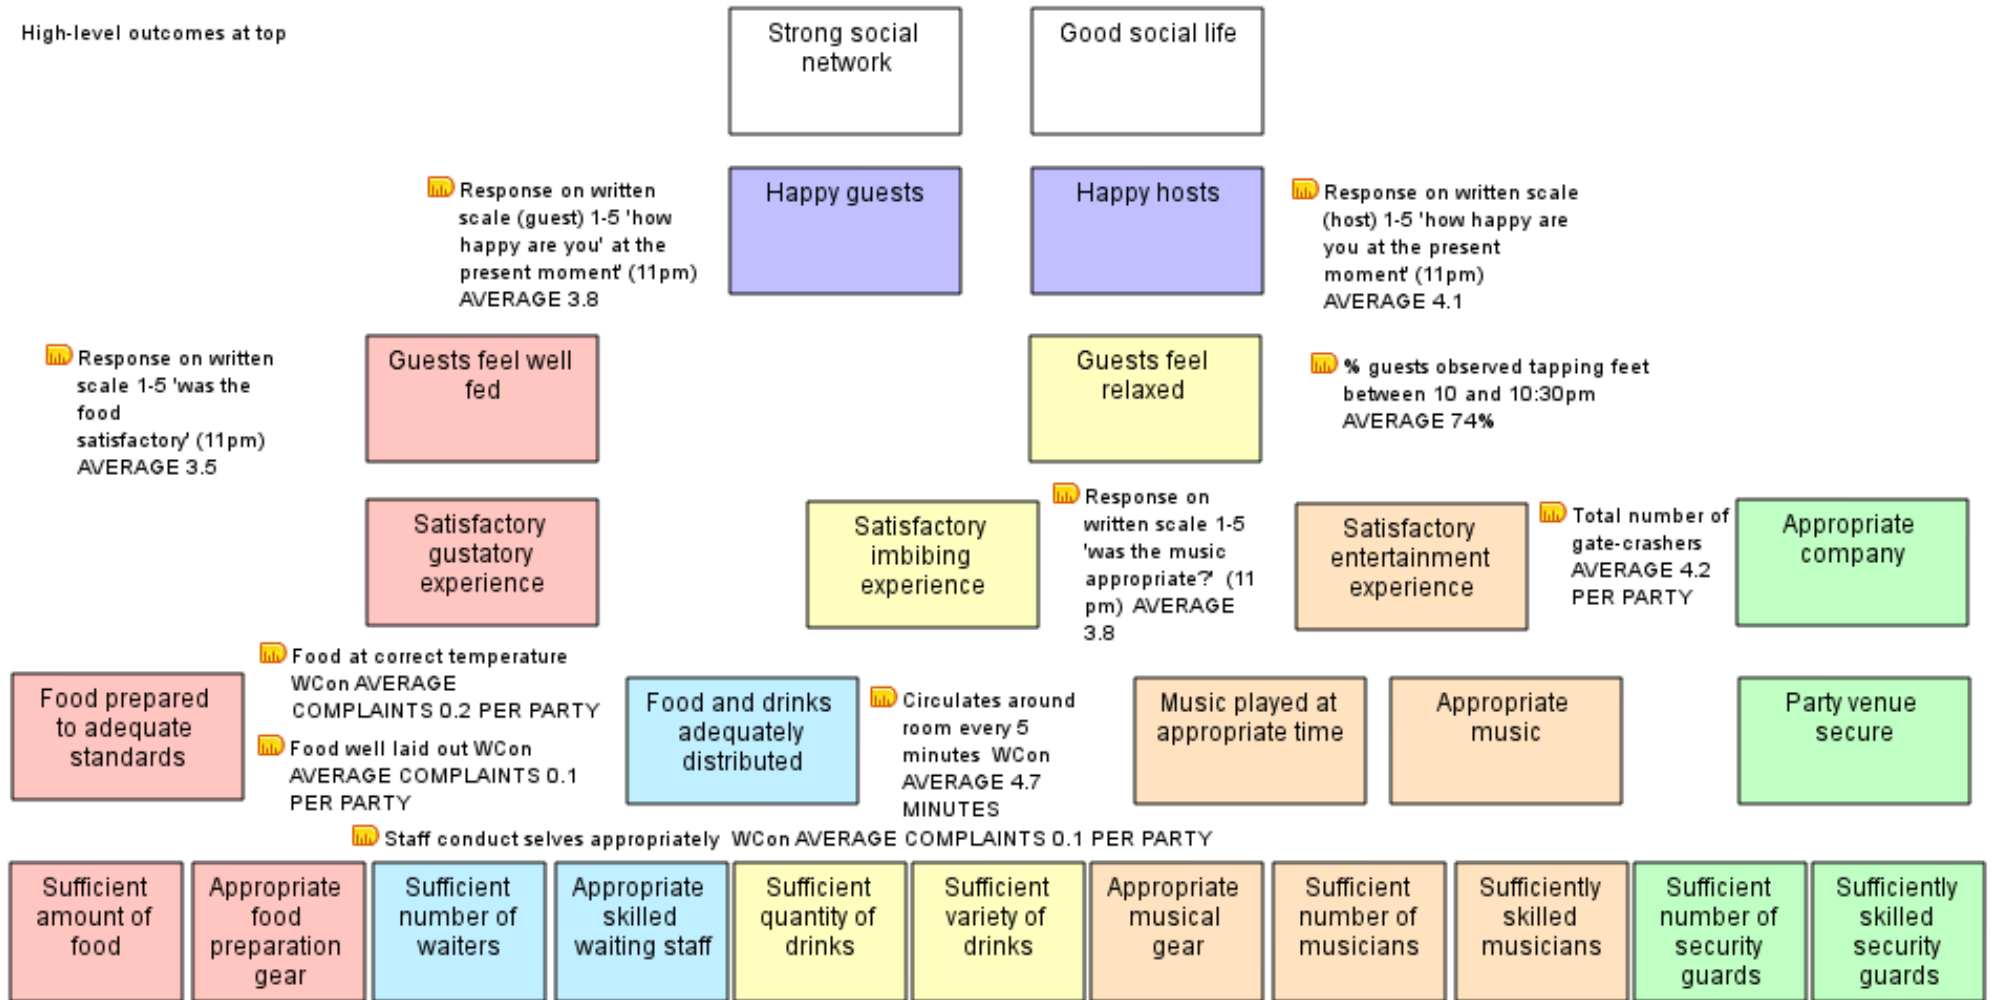 High-level outcomes at top
Strong social
network
Good social life
Response on written
scale (guest) 1-5 'how
happy are you' at the
present moment' (11pm)
AVERAGE 3.8
Happy guests
Happy hosts
Response on written scale
(host) 1-5 'how happy are
you at the present
moment' (11pm)
AVERAGE 4.1
Response on written
scale 1-5 'was the
food
satisfactory' (11pm)
AVERAGE 3.5
Guests feel well
fed
Guests feel
relaxed
% guests observed tapping feet
between 10 and 10:30pm
AVERAGE 74%
Satisfactory
gustatory
experience
Satisfactory
imbibing
experience
Response on
written scale 1-5
'was the music
appropriate?' (11
pm) AVERAGE
3.8
Satisfactory
entertainment
experience
Total number of
gate-crashers
AVERAGE 4.2
PER PARTY
Appropriate
company
Food prepared
to adequate
standards
Food at correct temperature
WCon AVERAGE
COMPLAINTS 0.2 PER PARTY
Food well laid out WCon
AVERAGE COMPLAINTS 0.1
PER PARTY
Food and drinks
adequately
distributed
Circulates around
room every 5
minutes WCon
AVERAGE 4.7
MINUTES
Music played at
appropriate time
Appropriate
music
Party venue
secure
Staff conduct selves appropriately WCon AVERAGE COMPLAINTS 0.1 PER PARTY
Sufficient
amount of
food
Appropriate
food
preparation
gear
Sufficient
number of
waiters
Appropriate
skilled
waiting staff
Sufficient
quantity of
drinks
Sufficient
variety of
drinks
Appropriate
musical
gear
Sufficient
number of
musicians
Sufficiently
skilled
musicians
Sufficient
number of
security
guards
Sufficiently
skilled
security
guards